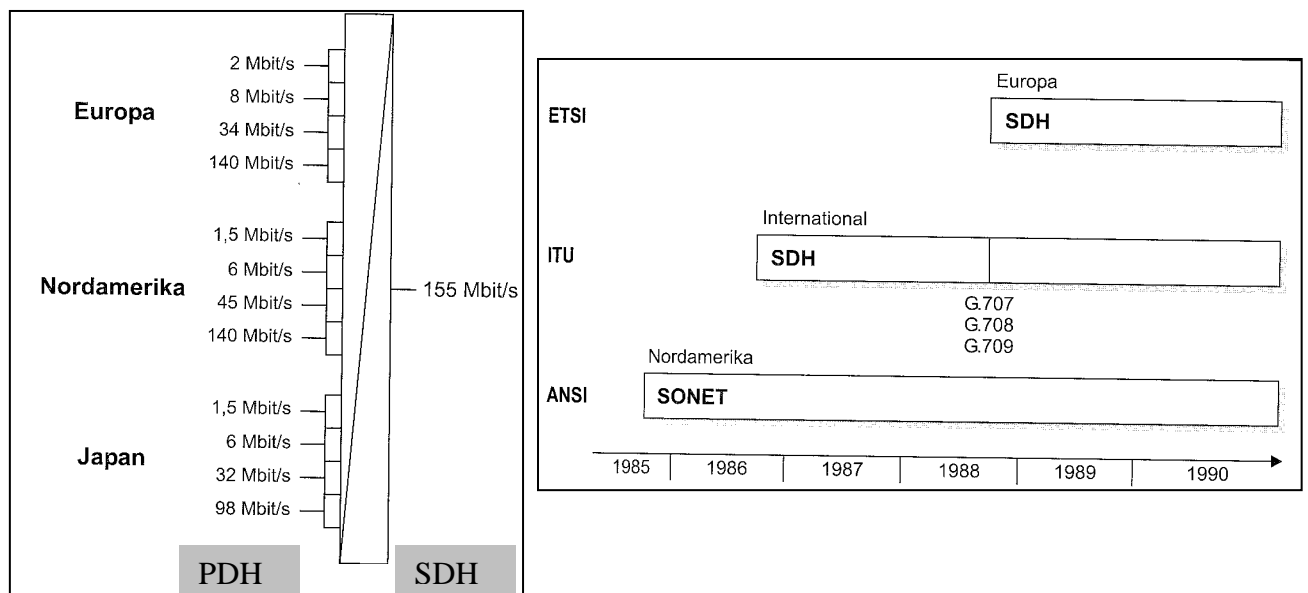 2 Mbit/s
8 Mbit/s
Europa
34 Mbit/s
140 Mbit/s
1,5 Mbit/s
6 Mbit/s
Nordamerika
45 Mbit/s
140 Mbit/s
155 Mbit/s
1,5 Mbit/s
6 Mbit/s
Japan
32 Mbit/s
98 Mbit/s
PDH
SDH
Europa
ETSI
SDH
International
ITU
SDH
G.707
G.708
G.709
Nordamerika
ANSI
SONET
1985 1986 1987 1988 1989 1990